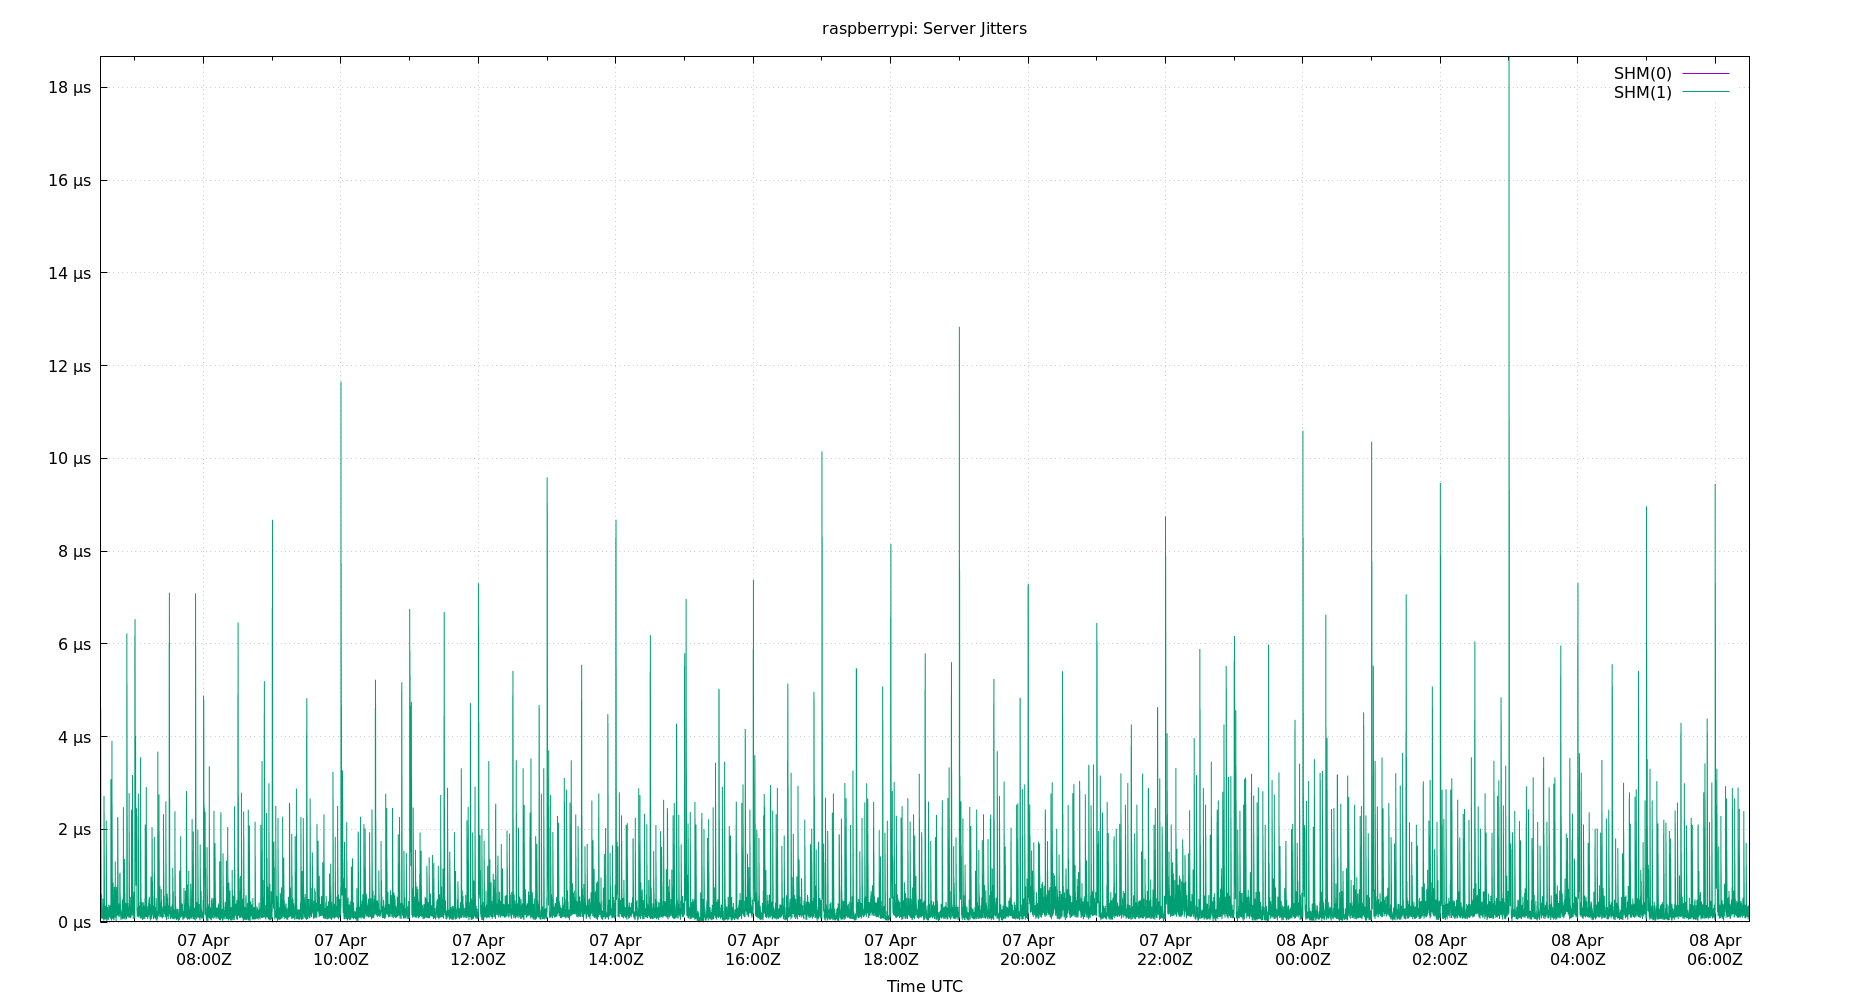 raspberrypi: Server Jitters
SHM(0)
SHM(1)
18 µs
16 µs
14 µs
12 µs
10 µs
8 µs
6 µs
4 µs
2 µs
0 µs
07 Apr 07 Apr 07 Apr 07 Apr 07 Apr 07 Apr 07 Apr 07 Apr 08 Apr 08 Apr 08 Apr 08 Apr
08:00Z 10:00Z 12:00Z 14:00Z 16:00Z 18:00Z 20:00Z 22:00Z 00:00Z 02:00Z 04:00Z 06:00Z
Time UTC